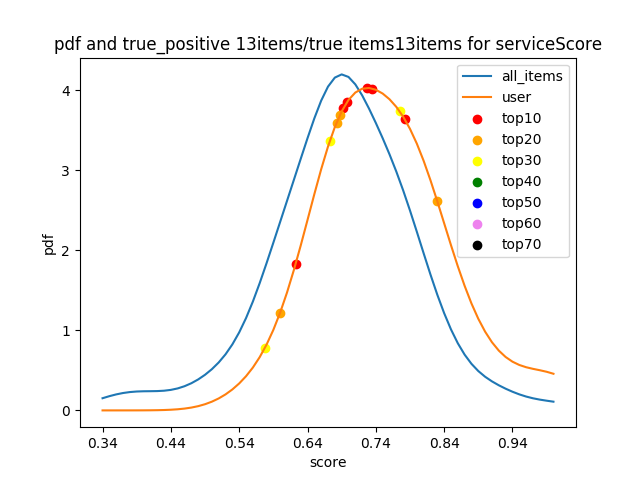 pdf and true_positive 13items/true items13items for serviceScore
all_items
user
top10
top20
top30
top40
top50
top60
top70
pdf
4
3
2
1
0
0.34 0.44 0.54 0.64 0.74 0.84 0.94
score